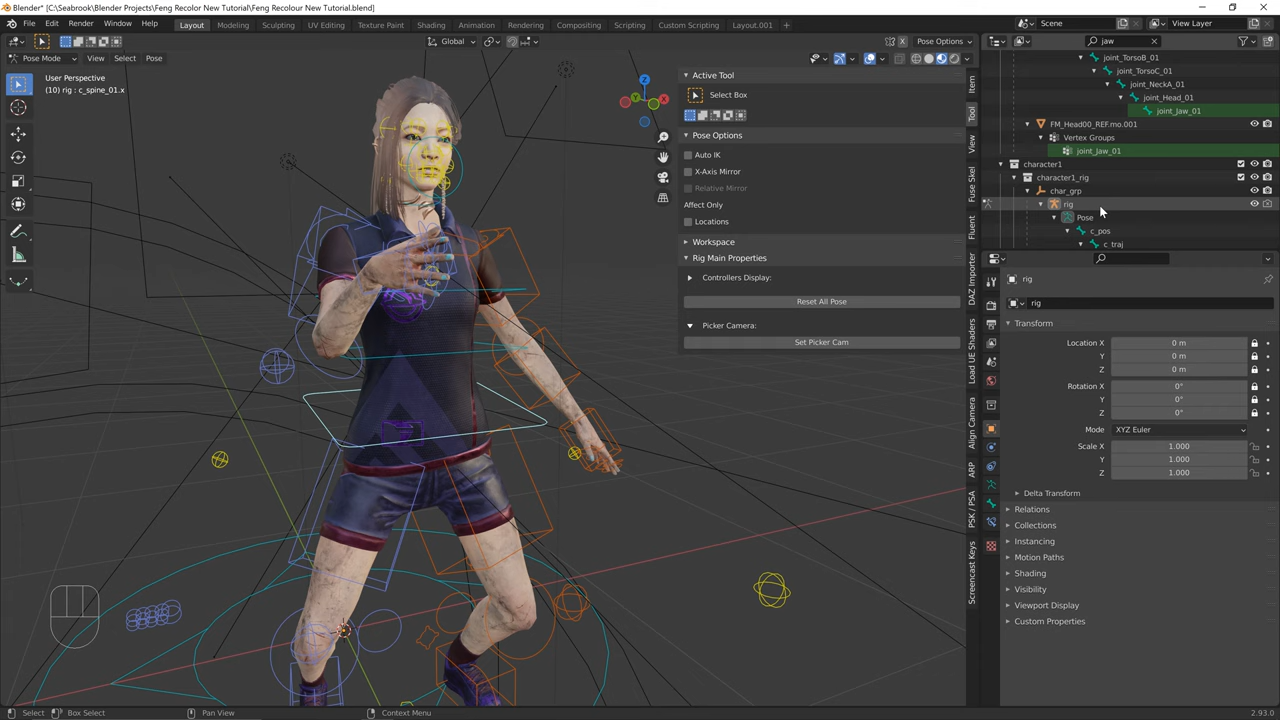 Blender* [C:\Seabrook\Blender Projects\Feng Recolor New Tutorial\Feng Recolour New Tutorial.blend]
File Edit Render Window Help Layout Modeling Sculpting UV Editing Texture Paint Shading Animation Rendering Compositing Scripting Custom Scripting Layout.001 Scene View Layer
Global Pose Options jaw
Pose Mode View Select Pose
User Perspective
(10) rig : c_spine_01.x
Z
Y
X
Active Tool
Select Box
Pose Options
Auto IK
X-Axis Mirror
Relative Mirror
Affect Only
Locations
Workspace
Rig Main Properties
Controllers Display:
Reset All Pose
Picker Camera:
Set Picker Cam
Item
Tool
View
Fuse Skel
Fluent
DAZ Importer
Load UE Shaders
Align Camera
ARP
PSK / PSA
Screencast Keys
joint_TorsoB_01
joint_TorsoC_01
joint_NeckA_01
joint_Head_01
joint_Jaw_01
FM_Head00_REF.mo.001
Vertex Groups
joint_Jaw_01
character1
character1_rig
char_grp
rig
Pose
c_pos
c_traj
rig
rig
Transform
Location X 0 m
Y 0 m
Z 0 m
Rotation X 0°
Y 0°
Z 0°
Mode XYZ Euler
Scale X 1.000
Y 1.000
Z 1.000
Delta Transform
Relations
Collections
Instancing
Motion Paths
Shading
Visibility
Viewport Display
Custom Properties
Select Box Select Pan View Context Menu 2.93.0